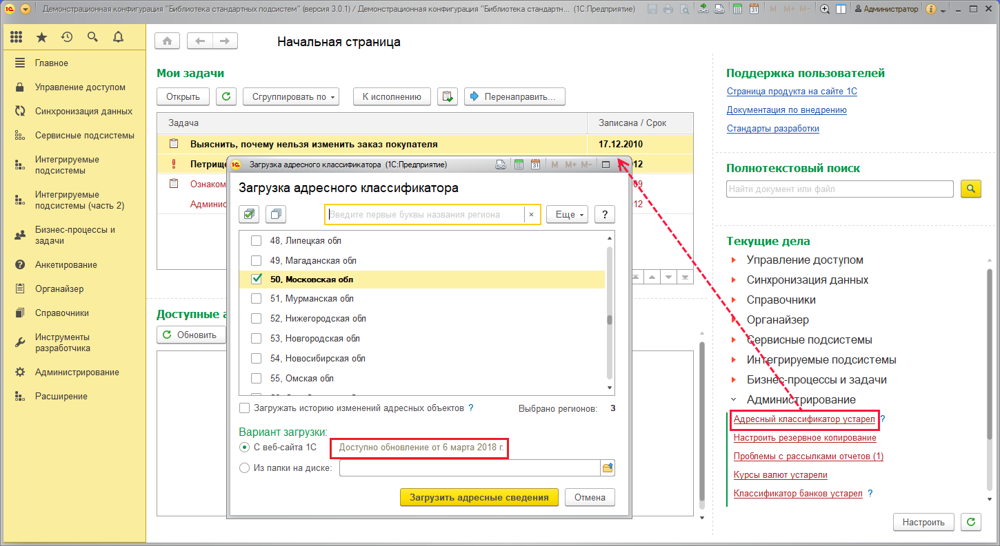 Демонстрационная конфигурация "Библиотека стандартных подсистем" (версия 3.0.1) / Демонстрационная конфигурация "Библиотека стандартн... (1С:Предприятие)
M M+ M- Администратор
Главное
Управление доступом
Синхронизация данных
Сервисные подсистемы
Интегрируемые
подсистемы
Интегрируемые
подсистемы (часть 2)
Бизнес-процессы и
задачи
Анкетирование
Органайзер
Справочники
Инструменты
разработчика
Администрирование
Расширение
Начальная страница
Мои задачи
Открыть Сгруппировать по К исполнению Перенаправить...
Задача Записана / Срок
Выяснить, почему нельзя изменить заказ покупателя 17.12.2010
Петрище 12
Ознаком 09
Админис 12
Доступные а
Обновить
Загрузка адресного классификатора (1С:Предприятие) 31 M M+ M-
Загрузка адресного классификатора
Введите первые буквы названия региона × Еще ?
48, Липецкая обл
49, Магаданская обл
50, Московская обл
51, Мурманская обл
52, Нижегородская обл
53, Новгородская обл
54, Новосибирская обл
55, Омская обл
Загружать историю изменений адресных объектов ? Выбрано регионов: 3
Вариант загрузки:
С веб-сайта 1С Доступно обновление от 6 марта 2018 г.
Из папки на диске:
Загрузить адресные сведения Отмена
Поддержка пользователей
Страница продукта на сайте 1С
Документация по внедрению
Стандарты разработки
Полнотекстовый поиск
Найти документ или файл
Текущие дела
Управление доступом
Синхронизация данных
Справочники
Органайзер
Сервисные подсистемы
Интегрируемые подсистемы
Бизнес-процессы и задачи
Администрирование
Адресный классификатор устарел ?
Настроить резервное копирование
Проблемы с рассылками отчетов (1)
Курсы валют устарели
Классификатор банков устарел ?
Настроить